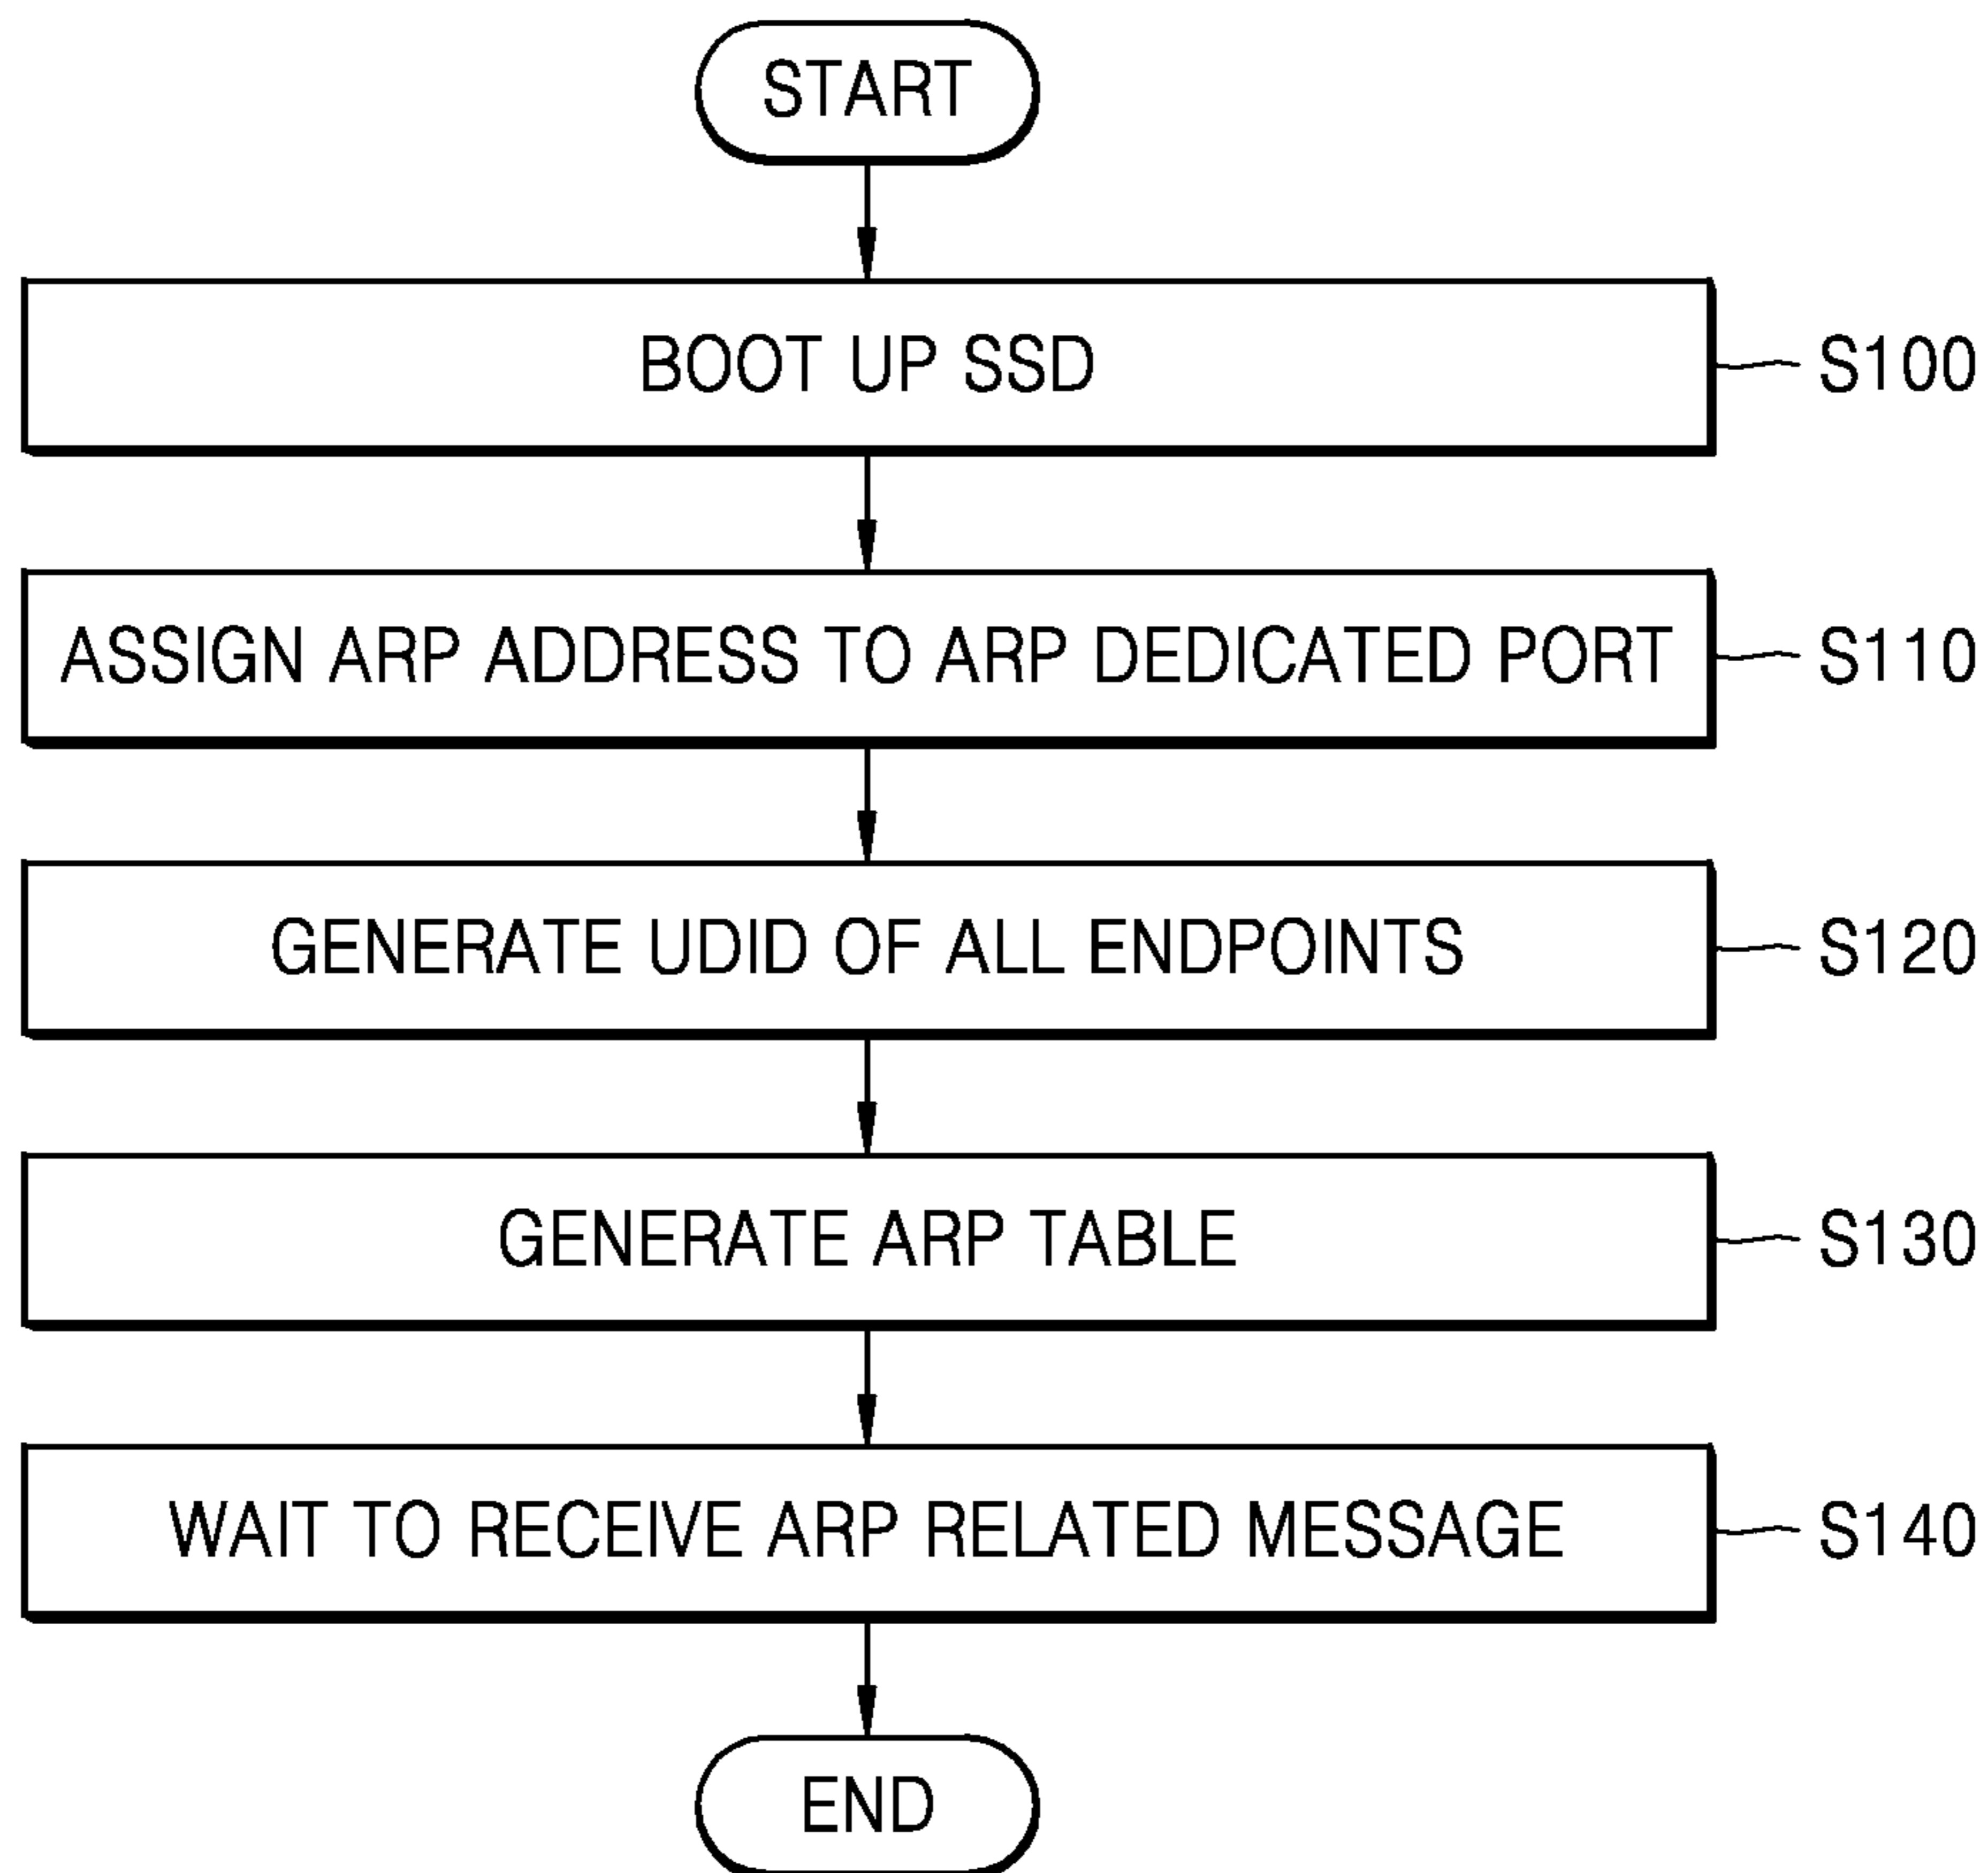 START
BOOT UP SSD
S100
ASSIGN ARP ADDRESS TO ARP DEDICATED PORT
S110
GENERATE UDID OF ALL ENDPOINTS
S120
GENERATE ARP TABLE
S130
WAIT TO RECEIVE ARP RELATED MESSAGE
S140
END